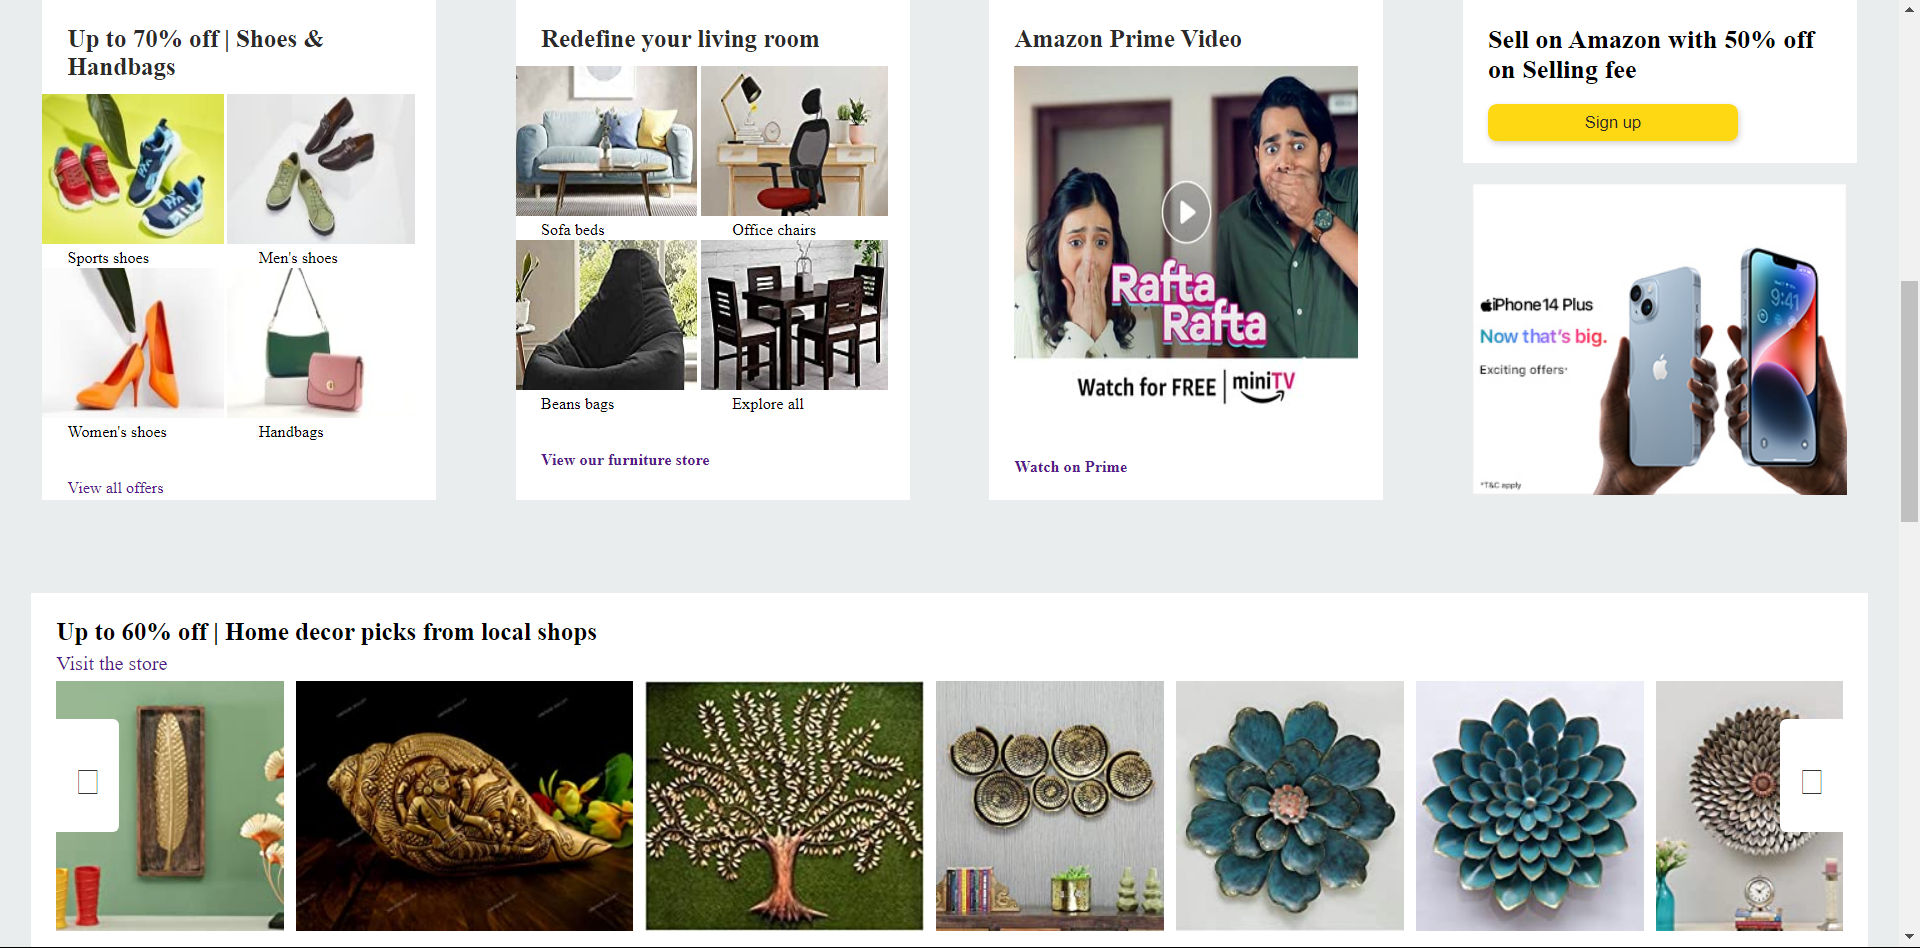 Up to 70% off | Shoes &
Handbags
Sports shoes
Men's shoes
Women's shoes
Handbags
View all offers
Redefine your living room
Sofa beds
Office chairs
Beans bags
Explore all
View our furniture store
Amazon Prime Video
Rafta
Rafta
Watch for FREE | miniTV
Watch on Prime
Sell on Amazon with 50% off
on Selling fee
Sign up
iPhone 14 Plus
Now that's big.
Exciting offers*
9:41
*T&C apply
Up to 60% off | Home decor picks from local shops
Visit the store